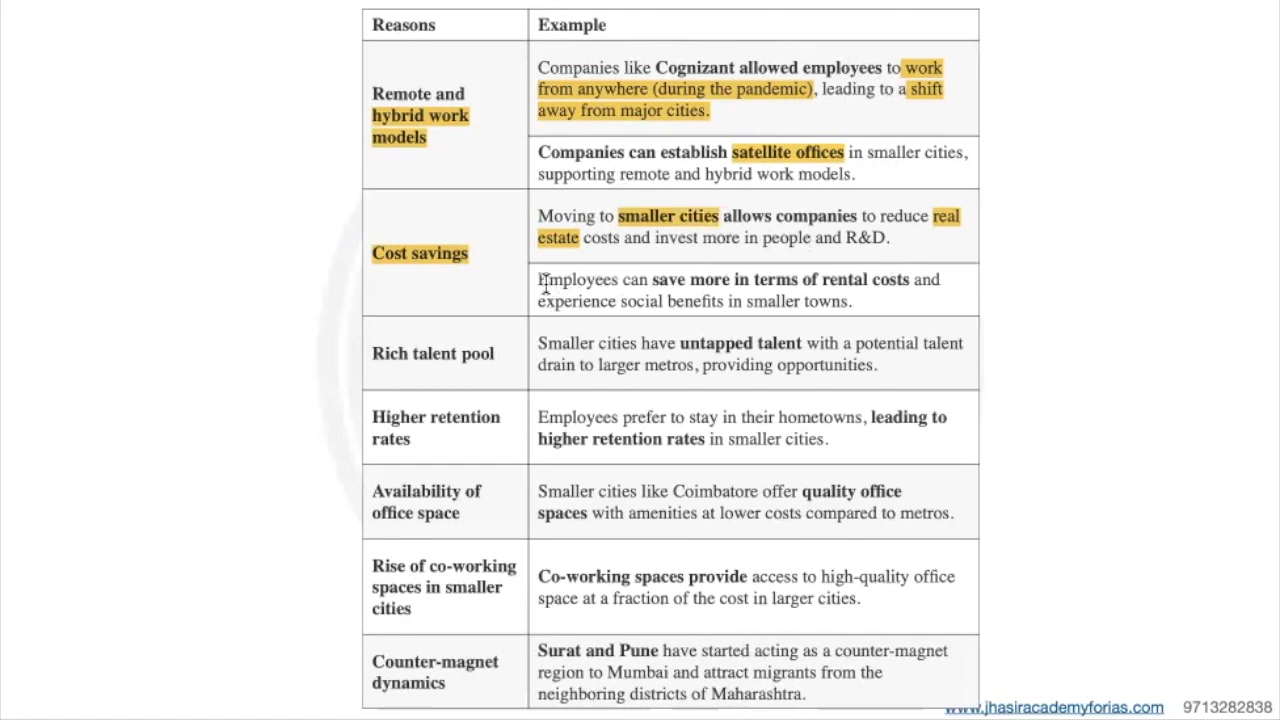 Reasons
Example
Remote and
hybrid work
models
Companies like Cognizant allowed employees to work
from anywhere (during the pandemic), leading to a shift
away from major cities.
Companies can establish satellite offices in smaller cities,
supporting remote and hybrid work models.
Cost savings
Moving to smaller cities allows companies to reduce real
estate costs and invest more in people and R&D.
Employees can save more in terms of rental costs and
experience social benefits in smaller towns.
Rich talent pool
Smaller cities have untapped talent with a potential talent
drain to larger metros, providing opportunities.
Higher retention
rates
Employees prefer to stay in their hometowns, leading to
higher retention rates in smaller cities.
Availability of
office space
Smaller cities like Coimbatore offer quality office
spaces with amenities at lower costs compared to metros.
Rise of co-working
spaces in smaller
cities
Co-working spaces provide access to high-quality office
space at a fraction of the cost in larger cities.
Counter-magnet
dynamics
Surat and Pune have started acting as a counter-magnet
region to Mumbai and attract migrants from the
neighboring districts of Maharashtra.
www.jhasiracademyforias.com 9713282838